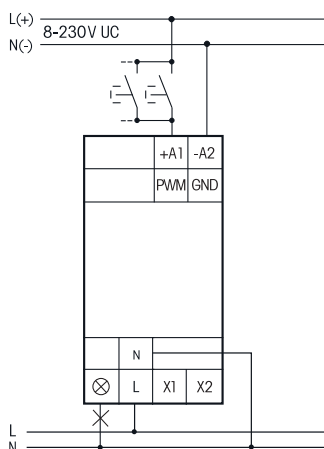 L(+)
8-230V UC
N(-)
+A1 -A2
PWM GND
N
L X1 X2
L
N